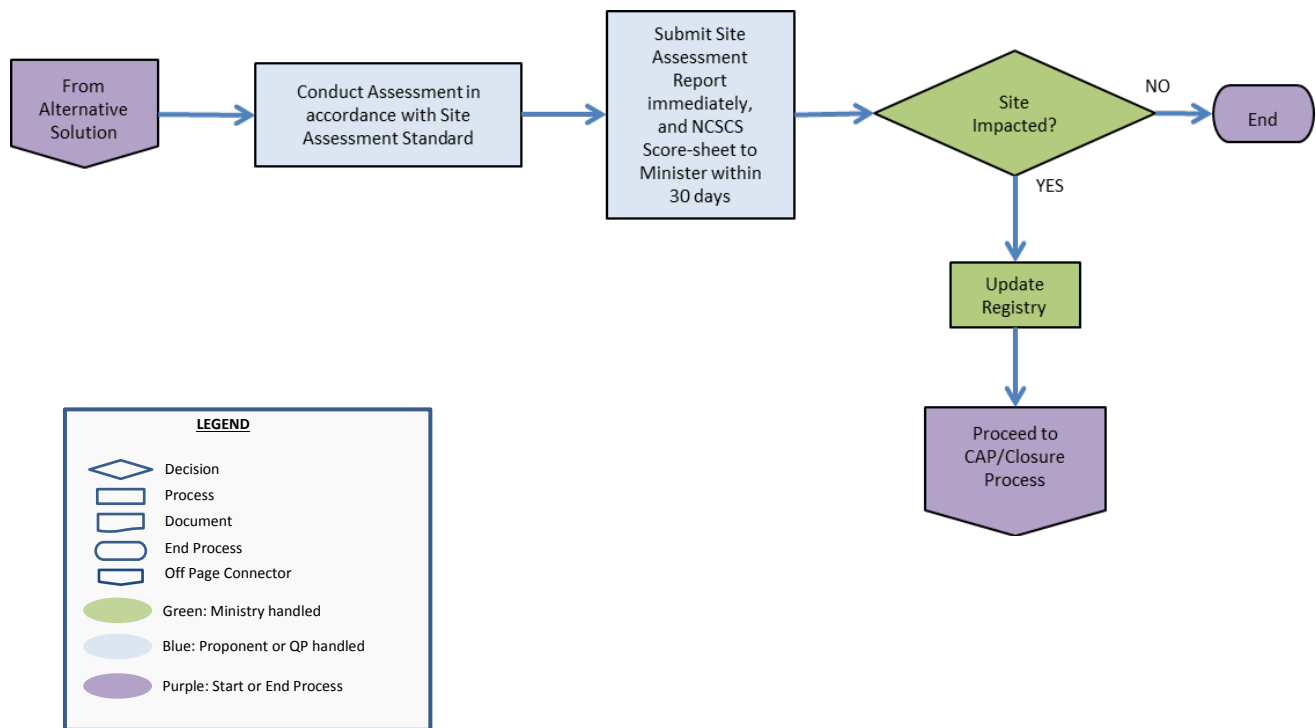 From
Alternative
Solution
Conduct Assessment in
accordance with Site
Assessment Standard
Submit Site
Assessment
Report
immediately,
and NCSCS
Score-sheet to
Minister within
30 days
Site
Impacted?
NO
End
YES
Update
Registry
Proceed to
CAP/Closure
Process
LEGEND
Decision
Process
Document
End Process
Off Page Connector
Green: Ministry handled
Blue: Proponent or QP handled
Purple: Start or End Process